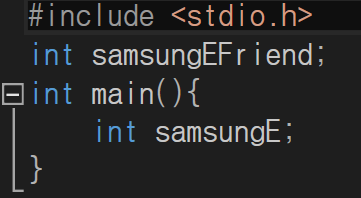 #include <stdio.h>
int samsungEFriend;
int main(){
    int samsungE;
}